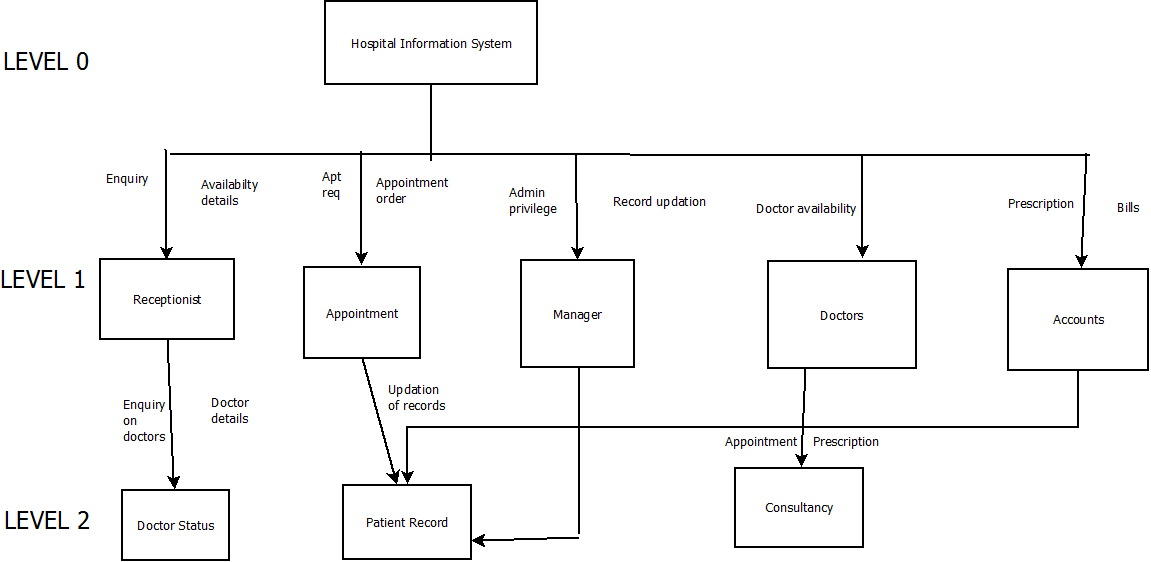 Hospital Information System
LEVEL 0
Enquiry
Availabilty
details
Apt
req
Appointment
order
Admin
privilege
Record updation
Doctor availability
Prescription
Bills
LEVEL 1
Receptionist
Appointment
Manager
Doctors
Accounts
Enquiry
on
doctors
Doctor
details
Updation
of records
Appointment
Prescription
LEVEL 2
Doctor Status
Patient Record
Consultancy